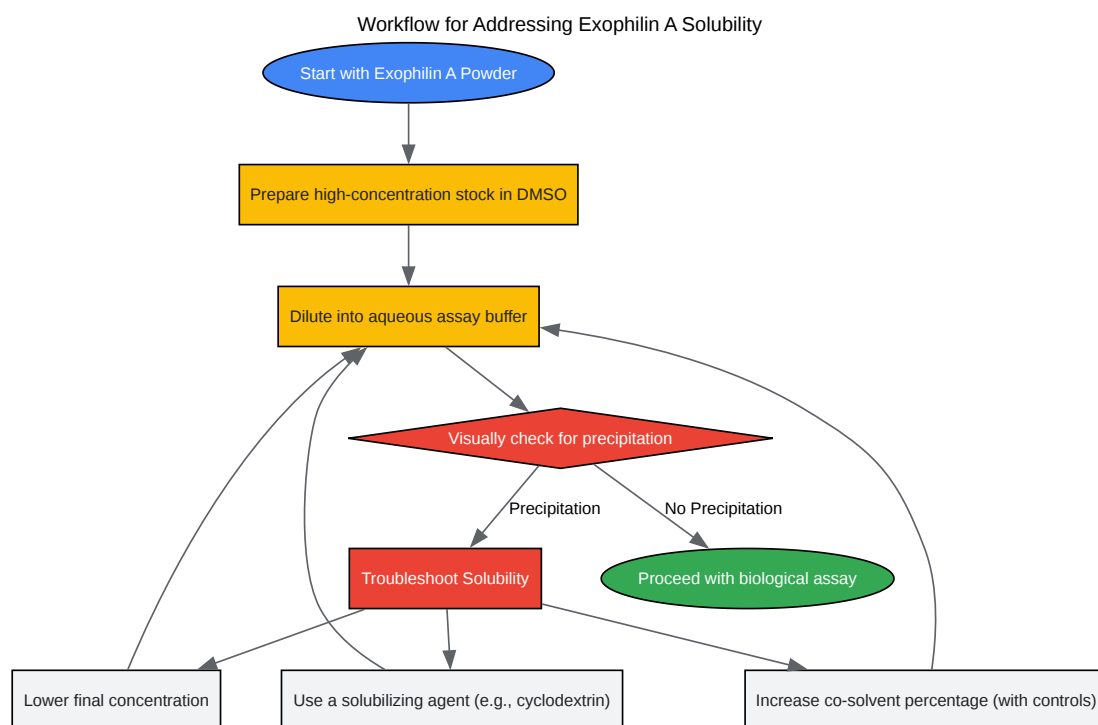 Workflow for Addressing Exophilin A Solubility
Start with Exophilin A Powder
Prepare high-concentration stock in DMSO
Dilute into aqueous assay buffer
Visually check for precipitation
Precipitation
No Precipitation
Troubleshoot Solubility
Proceed with biological assay
Lower final concentration
Use a solubilizing agent (e.g., cyclodextrin)
Increase co-solvent percentage (with controls)